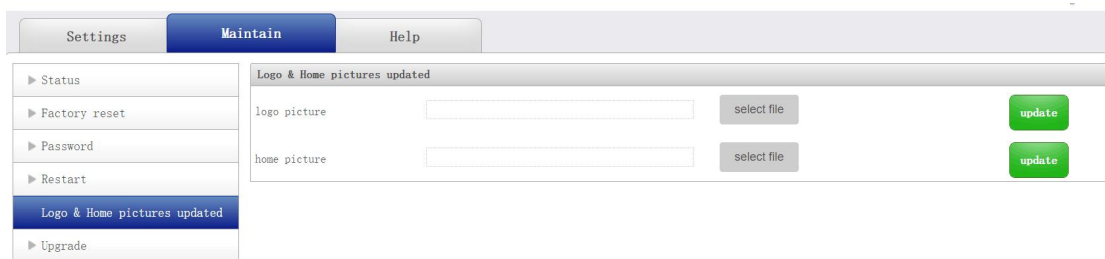 Settings
Maintain
Help
Status
Factory reset
Password
Restart
Logo & Home pictures updated
Upgrade
Logo & Home pictures updated
logo picture
select file
update
home picture
select file
update